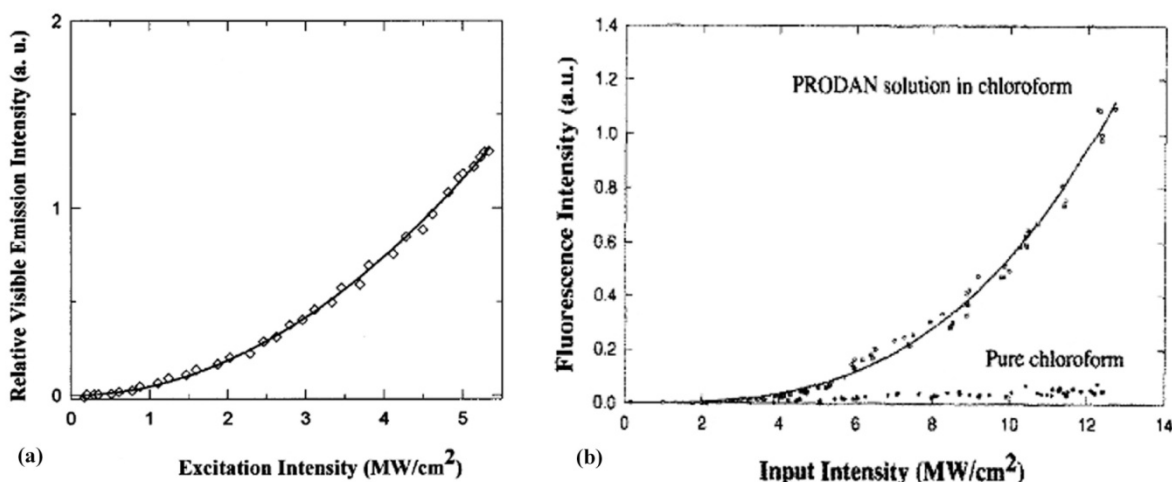 Relative Visible Emission Intensity (a. u.)
2
1
0
0 1 2 3 4 5
(a)
Excitation Intensity (MW/cm²)
Fluorescence Intensity (a.u.)
1.4
1.2
1.0
0.8
0.6
0.4
0.2
0.0
PRODAN solution in chloroform
Pure chloroform
0 2 4 6 8 10 12 14
(b)
Input Intensity (MW/cm²)